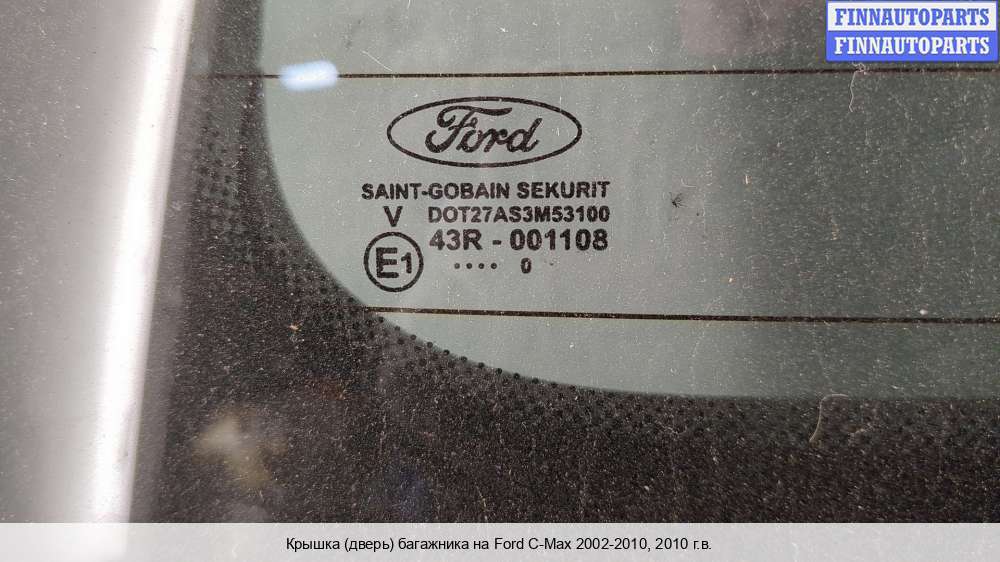 FINNAUTOPARTS
FINNAUTOPARTS
Ford
SAINT-GOBAIN SEKURIT
V DOT27AS3M53100
43R - 001108
E1 .... 0
Крышка (дверь) багажника на Ford C-Max 2002-2010, 2010 г.в.